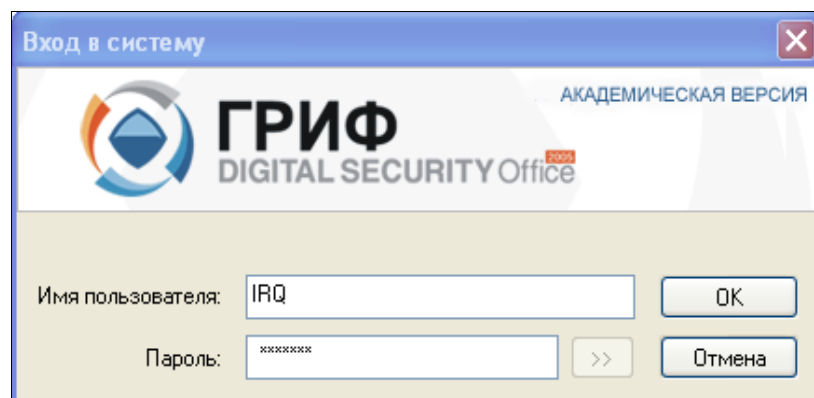 Вход в систему
АКАДЕМИЧЕСКАЯ ВЕРСИЯ
ГРИФ
2005
DIGITAL SECURITY Office
Имя пользователя: IRQ OK
Пароль: ××××××× >> Отмена